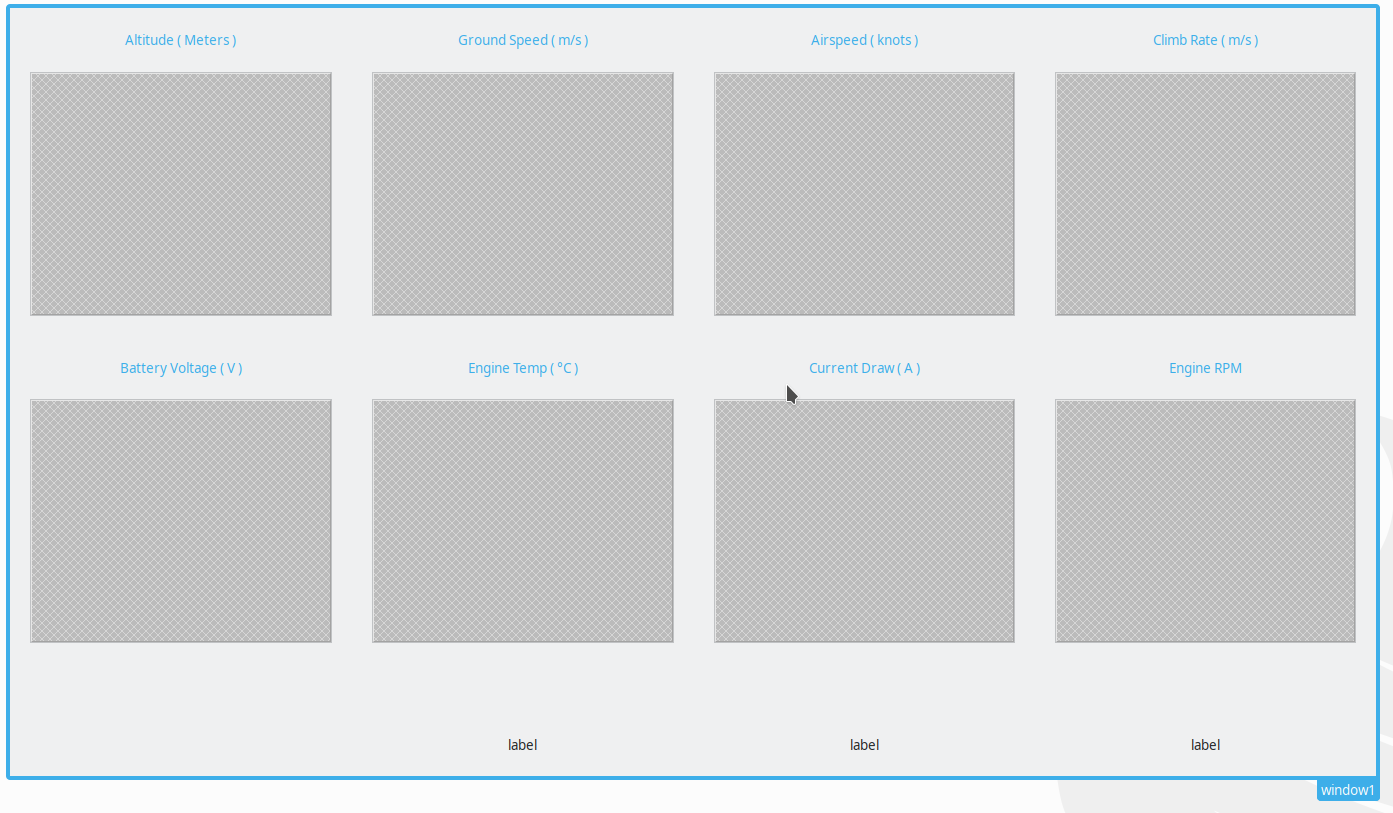 Altitude ( Meters )
Ground Speed ( m/s )
Airspeed ( knots )
Climb Rate ( m/s )
Battery Voltage ( V )
Engine Temp ( °C )
Current Draw ( A )
Engine RPM
label
label
label
window1